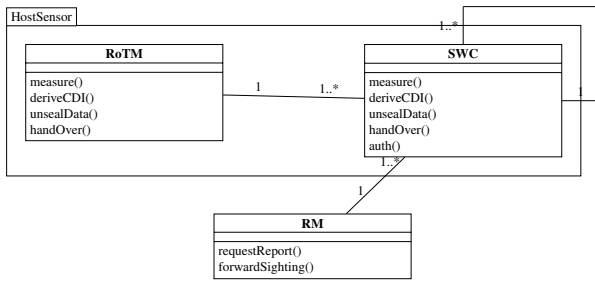 HostSensor
1..*
RoTM
measure()
deriveCDI()
unsealData()
handOver()
1
1..*
SWC
measure()
deriveCDI()
unsealData()
handOver()
auth()
1
1..*
1
RM
requestReport()
forwardSighting()